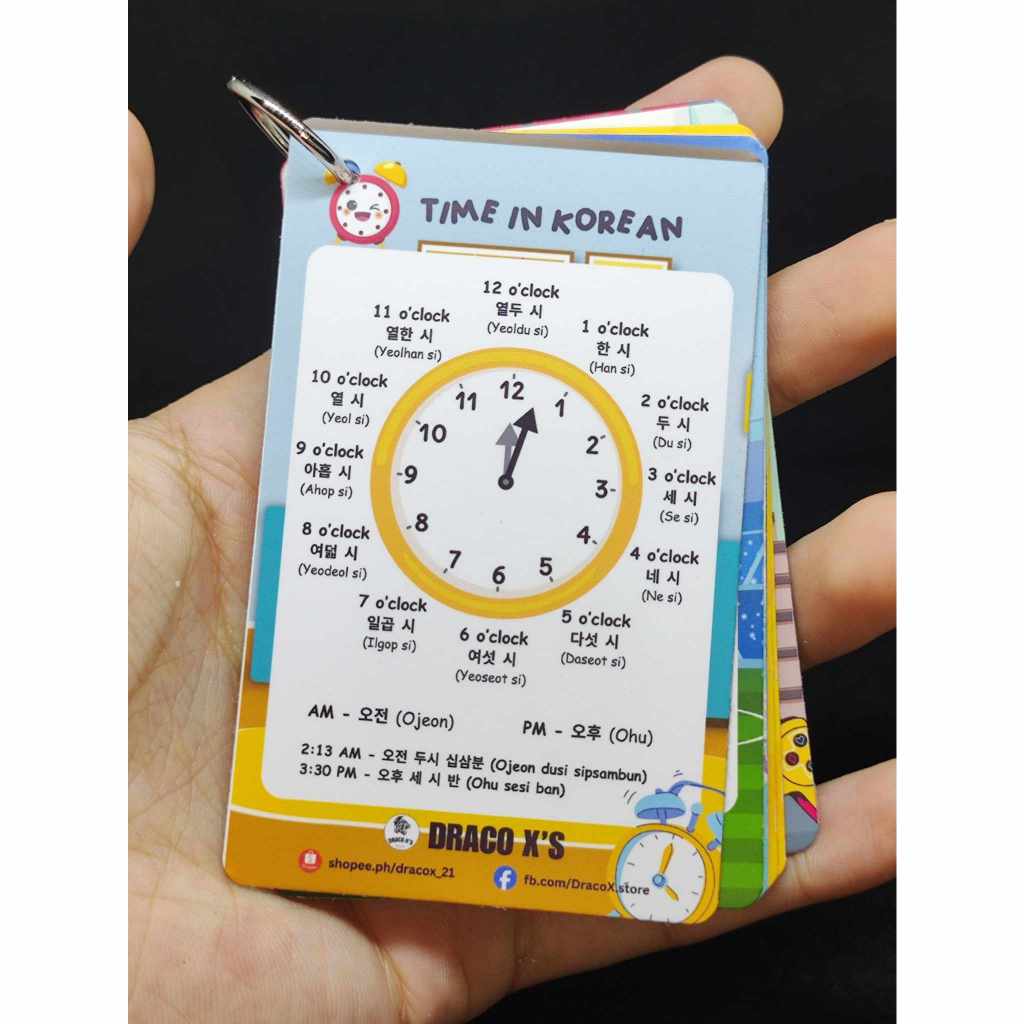 TIME IN KOREAN
12 o'clock
열두 시
(Yeoldu si)
11 o'clock
열한 시
(Yeolhan si)
1 o'clock
한 시
(Han si)
10 o'clock
열 시
(Yeol si)
2 o'clock
두 시
(Du si)
9 o'clock
아홉 시
(Ahop si)
3 o'clock
세 시
(Se si)
8 o'clock
여덟 시
(Yeodeol si)
4 o'clock
네 시
(Ne si)
7 o'clock
일곱 시
(Ilgop si)
5 o'clock
다섯 시
(Daseot si)
6 o'clock
여섯 시
(Yeoseot si)
12
1
2
3
4
5
6
7
8
9
10
11
AM - 오전 (Ojeon)
PM - 오후 (Ohu)
2:13 AM - 오전 두시 십삼분 (Ojeon dusi sipsambun)
3:30 PM - 오후 세 시 반 (Ohu sesi ban)
DRACO X'S
DRACO X'S
shopee.ph/dracox_21
fb.com/DracoX.store